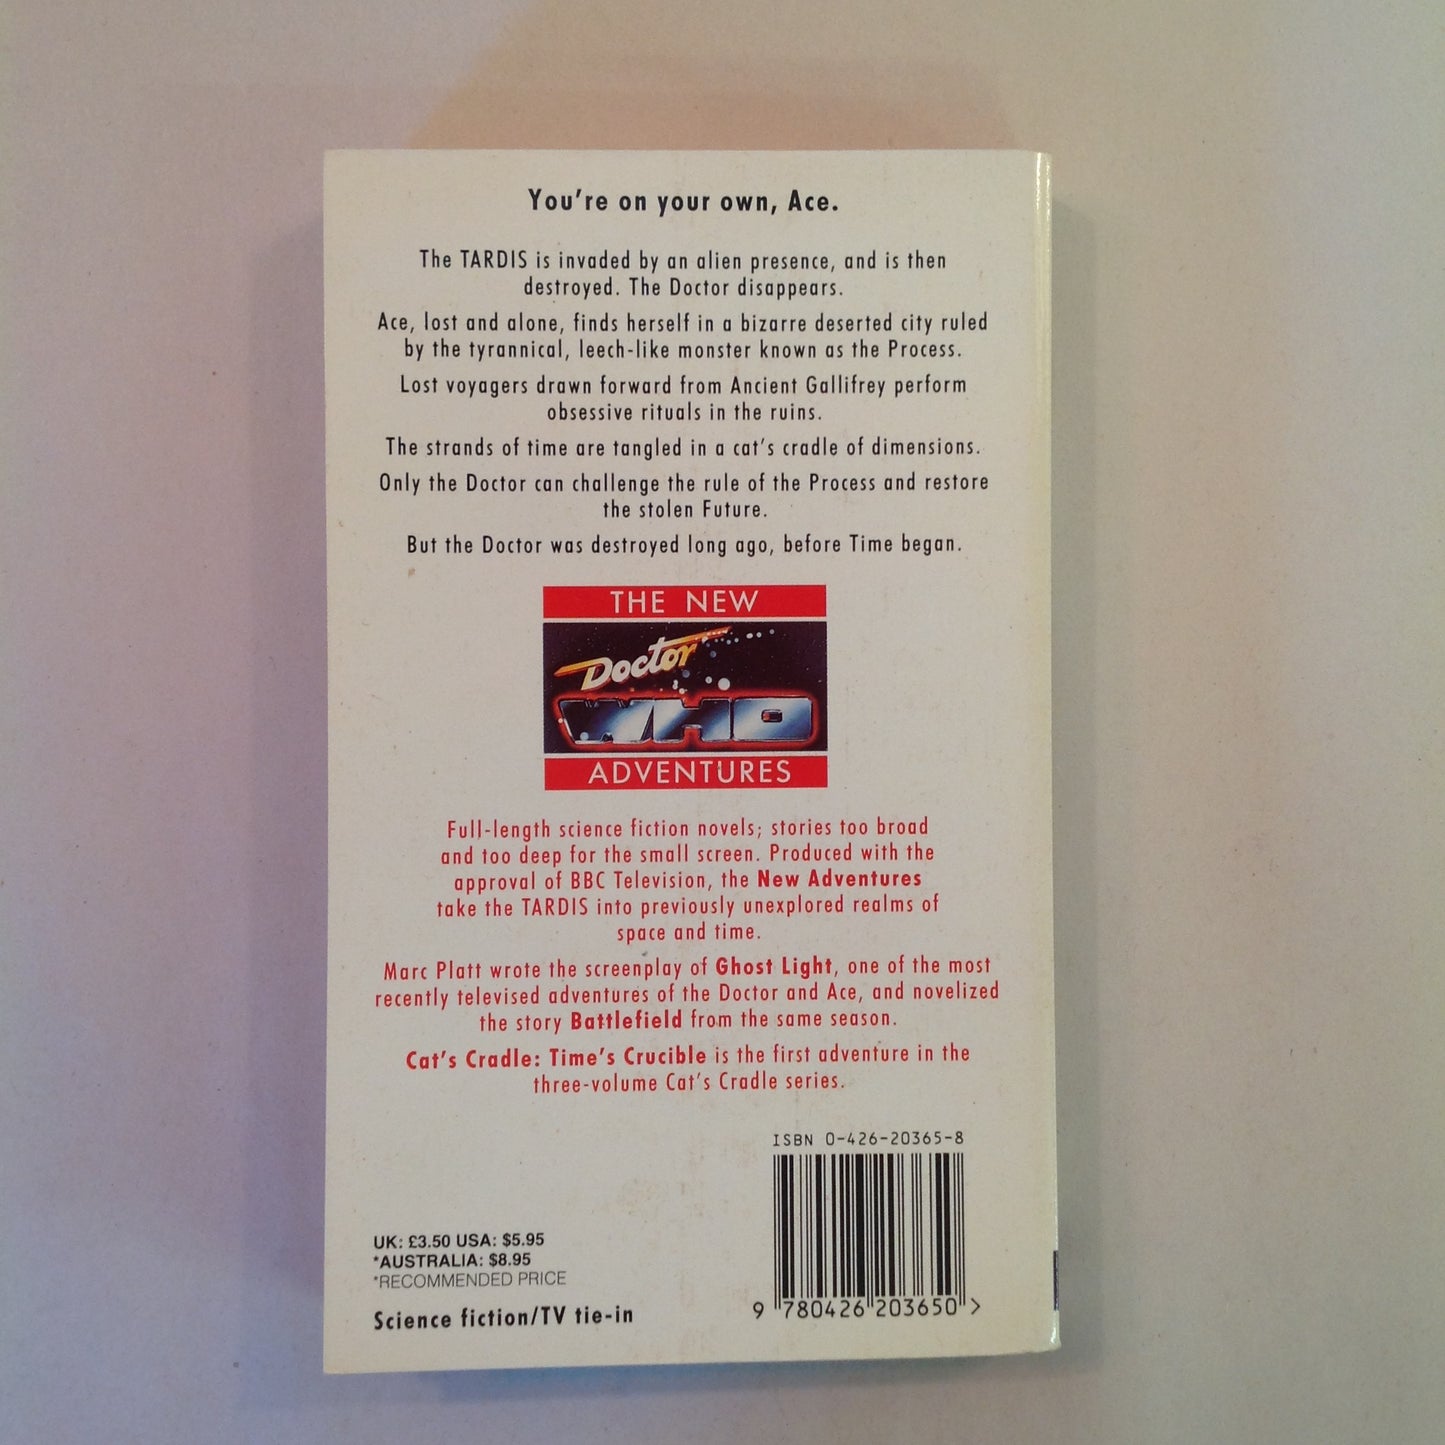 You're on your own, Ace.
The TARDIS is invaded by an alien presence, and is then
destroyed. The Doctor disappears.
Ace, lost and alone, finds herself in a bizarre deserted city ruled
by the tyrannical, leech-like monster known as the Process.
Lost voyagers drawn forward from Ancient Gallifrey perform
obsessive rituals in the ruins.
The strands of time are tangled in a cat's cradle of dimensions.
Only the Doctor can challenge the rule of the Process and restore
the stolen Future.
But the Doctor was destroyed long ago, before Time began.
THE NEW
Doctor
WHO
ADVENTURES
Full-length science fiction novels; stories too broad
and too deep for the small screen. Produced with the
approval of BBC Television, the New Adventures
take the TARDIS into previously unexplored realms of
space and time.
Marc Platt wrote the screenplay of Ghost Light, one of the most
recently televised adventures of the Doctor and Ace, and novelized
the story Battlefield from the same season.
Cat's Cradle: Time's Crucible is the first adventure in the
three-volume Cat's Cradle series.
ISBN 0-426-20365-8
UK: £3.50 USA: $5.95
*AUSTRALIA: $8.95
*RECOMMENDED PRICE
Science fiction/TV tie-in
9 780426 203650 >